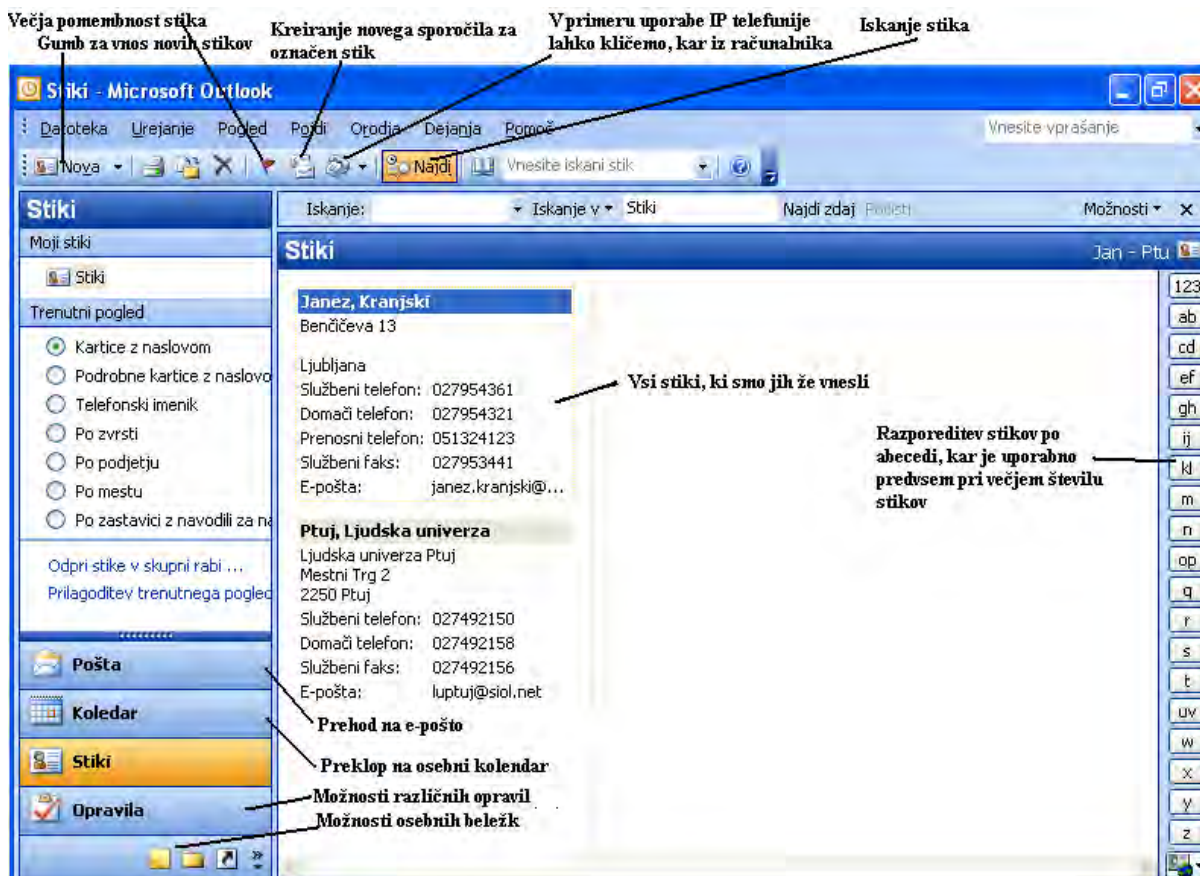 Večja pomembnost stika
Gumb za vnos novih stikov
Kreiranje novega sporočila za
označen stik
V primeru uporabe IP telefunije
lahko kličemo, kar iz računalnika
Iskanje stika
Stiki - Microsoft Outlook
Datoteka Urejanje Pogled Pojdi Orodja Dejanja Pomoč
Vnesite vprašanje
Nova
Najdi
Vnesite iskani stik
Stiki
Iskanje: Iskanje v Stiki Najdi zdaj Počisti Možnosti
Moji stiki
Stiki
Trenutni pogled
Kartice z naslovom
Podrobne kartice z naslovo
Telefonski imenik
Po zvrsti
Po podjetju
Po mestu
Po zastavici z navodili za na
Odpri stike v skupni rabi ...
Prilagoditev trenutnega pogled
Pošta
Koledar
Stiki
Opravila
Stiki
Jan - Ptu
Janez, Kranjski
Benčičeva 13
Ljubljana
Službeni telefon: 027954361
Domači telefon: 027954321
Prenosni telefon: 051324123
Službeni faks: 027953441
E-pošta: janez.kranjski@...
Ptuj, Ljudska univerza
Ljudska univerza Ptuj
Mestni Trg 2
2250 Ptuj
Službeni telefon: 027492150
Domači telefon: 027492158
Službeni faks: 027492156
E-pošta: luptuj@siol.net
Vsi stiki, ki smo jih že vnesli
Razporeditev stikov po
abecedi, kar je uporabno
predvsem pri večjem številu
stikov
Prehod na e-pošto
Preklop na osebni kolendar
Možnosti različnih opravil
Možnosti osebnih beležk
123
ab
cd
ef
gh
ij
kl
m
n
op
q
r
s
t
uv
w
x
y
z